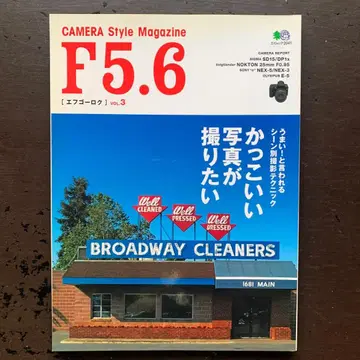 CAMERA Style Magazine
F5.6
[エフゴーロク] VOL.3
CAMERA REPORT
SIGMA SD15/DP1x
Voigtlander NOKTON 25mm F0.95
SONY "α" NEX-5/NEX-3
OLYMPUS E-5
うまい!と言われる
シーン別撮影テクニック
かっこいい
写真が
撮りたい
Well
CLEANED
Well
PRESSED
Well
DRESSED
BROADWAY CLEANERS
1681 MAIN